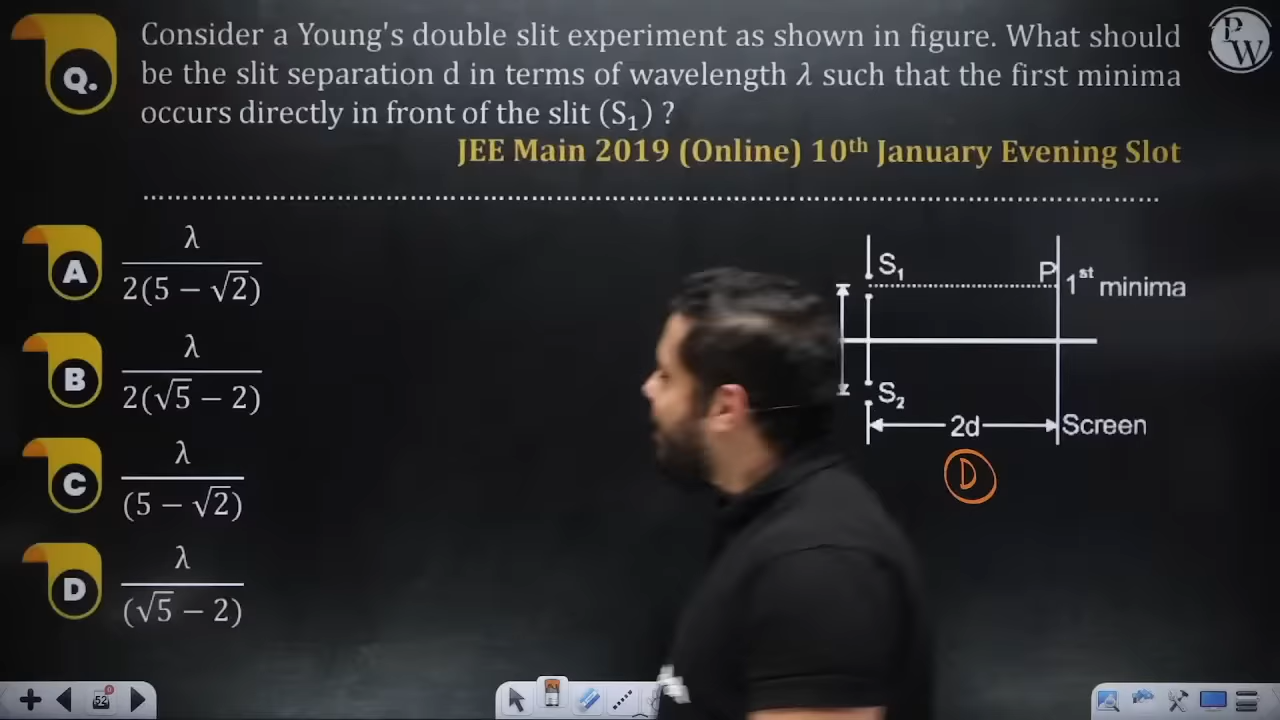 Q.
Consider a Young's double slit experiment as shown in figure. What should
be the slit separation d in terms of wavelength λ such that the first minima
occurs directly in front of the slit (S₁) ?
JEE Main 2019 (Online) 10th January Evening Slot
PW
A
λ
2(5 − √2)
B
λ
2(√5 − 2)
C
λ
(5 − √2)
D
λ
(√5 − 2)
S₁
P
1st minima
S₂
2d
Screen
D
52